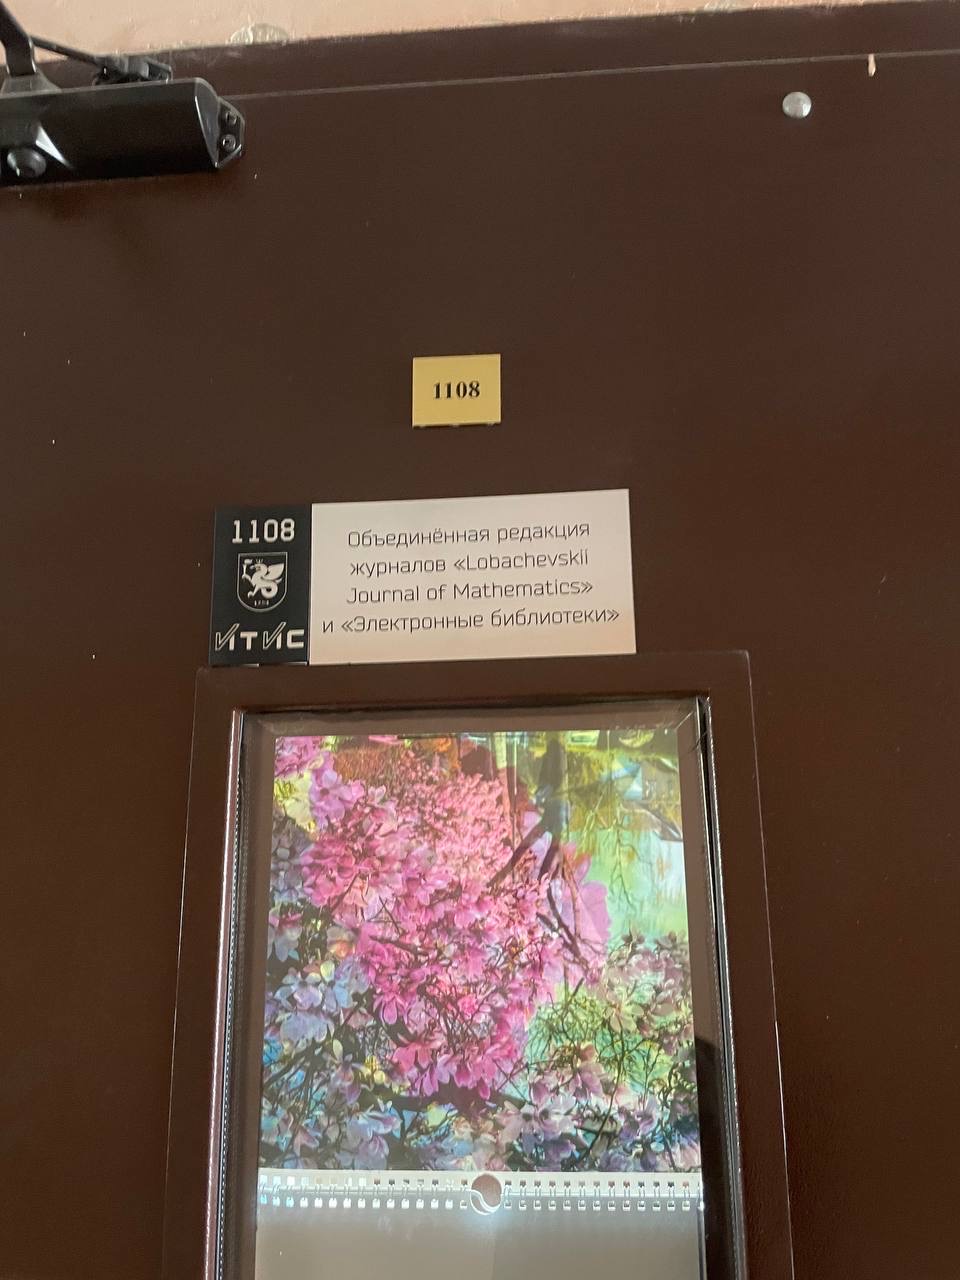 1108
1108
ИТИС
Объединённая редакция
журналов «Lobachevskii
Journal of Mathematics»
и «Электронные библиотеки»